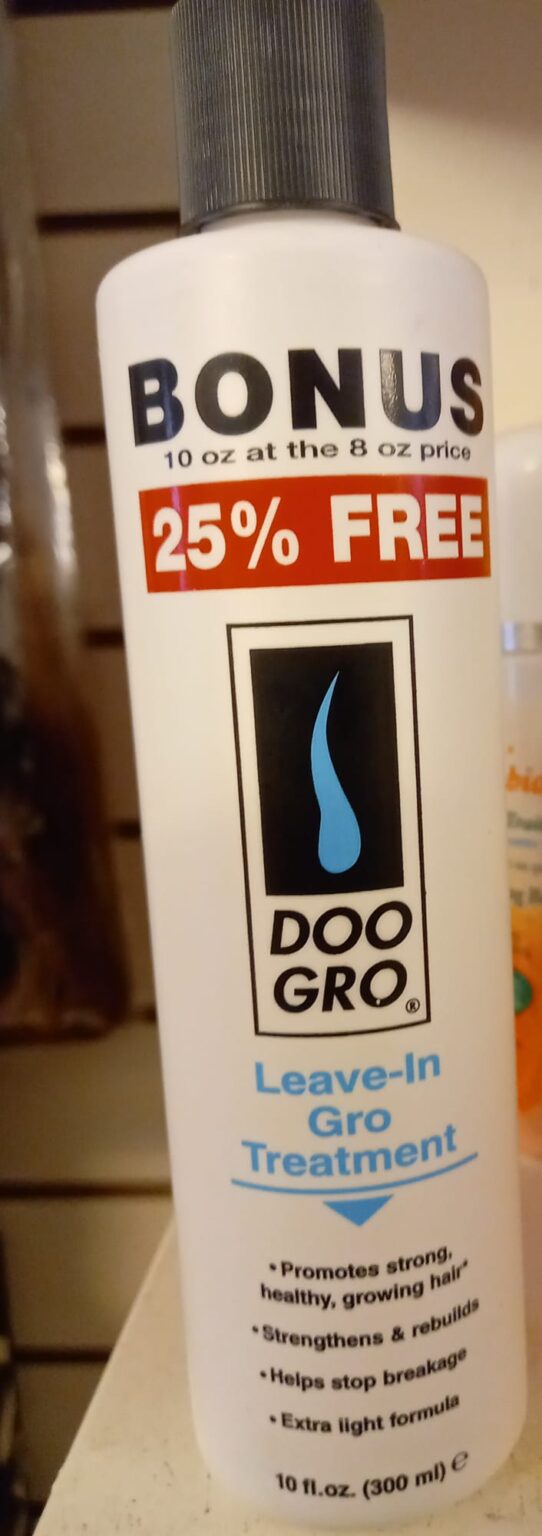 BONUS
10 oz at the 8 oz price
25% FREE
DOO
GRO®
Leave-In
Gro
Treatment
•Promotes strong,
healthy, growing hair*
•Strengthens & rebuilds
•Helps stop breakage
•Extra light formula
10 fl.oz. (300 ml) ℮